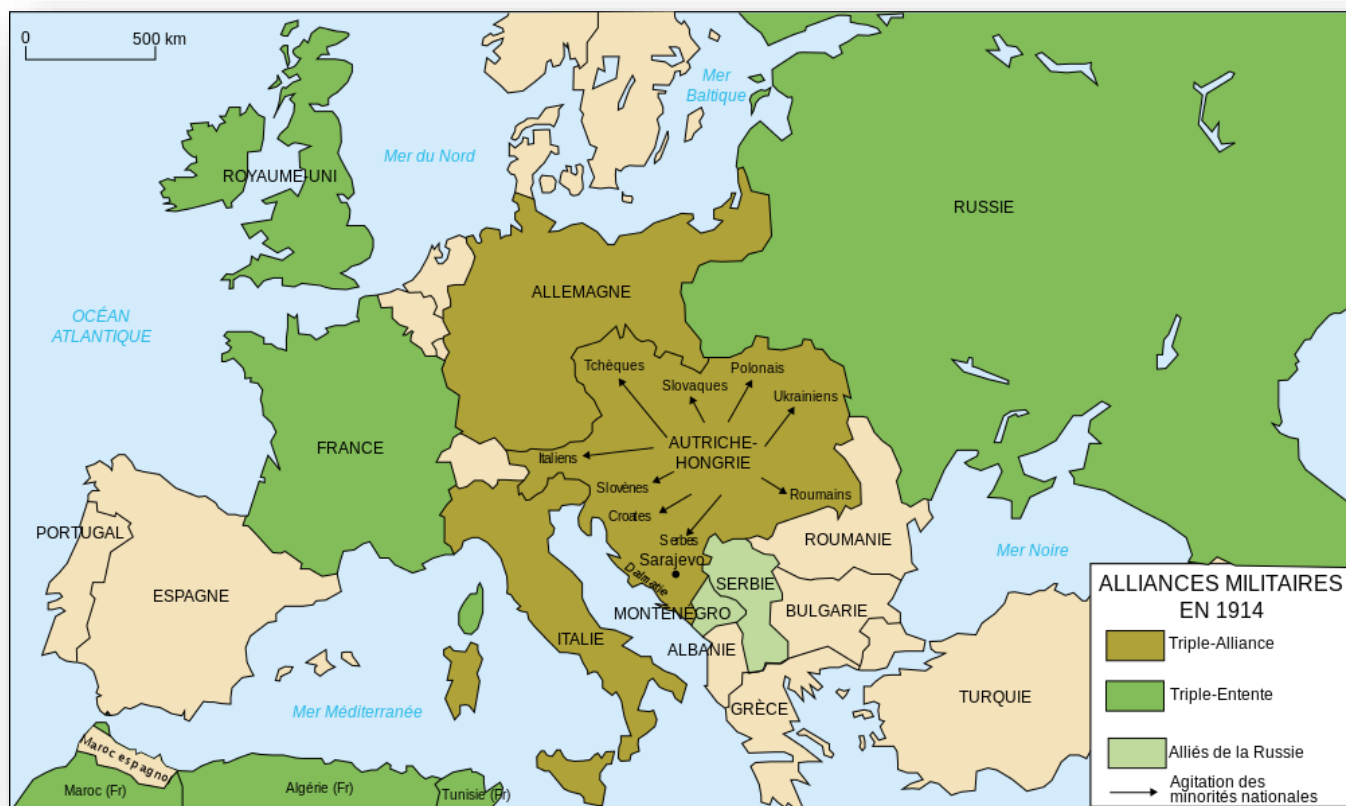 0 500 km
Mer
Baltique
Mer du Nord
ROYAUME-UNI
RUSSIE
ALLEMAGNE
OCÉAN
ATLANTIQUE
Tchèques
Slovaques
Polonais
Ukrainiens
FRANCE
AUTRICHE-
HONGRIE
Italiens
Slovènes
Roumains
Croates
Serbes
Sarajevo
Dalmatie
PORTUGAL
ESPAGNE
ROUMANIE
Mer Noire
SERBIE
MONTÉNÉGRO
BULGARIE
ITALIE
ALBANIE
GRÈCE
TURQUIE
Mer Méditerranée
Maroc espagnol
Maroc (Fr)
Algérie (Fr)
Tunisie (Fr)
ALLIANCES MILITAIRES
EN 1914
Triple-Alliance
Triple-Entente
Alliés de la Russie
Agitation des
minorités nationales